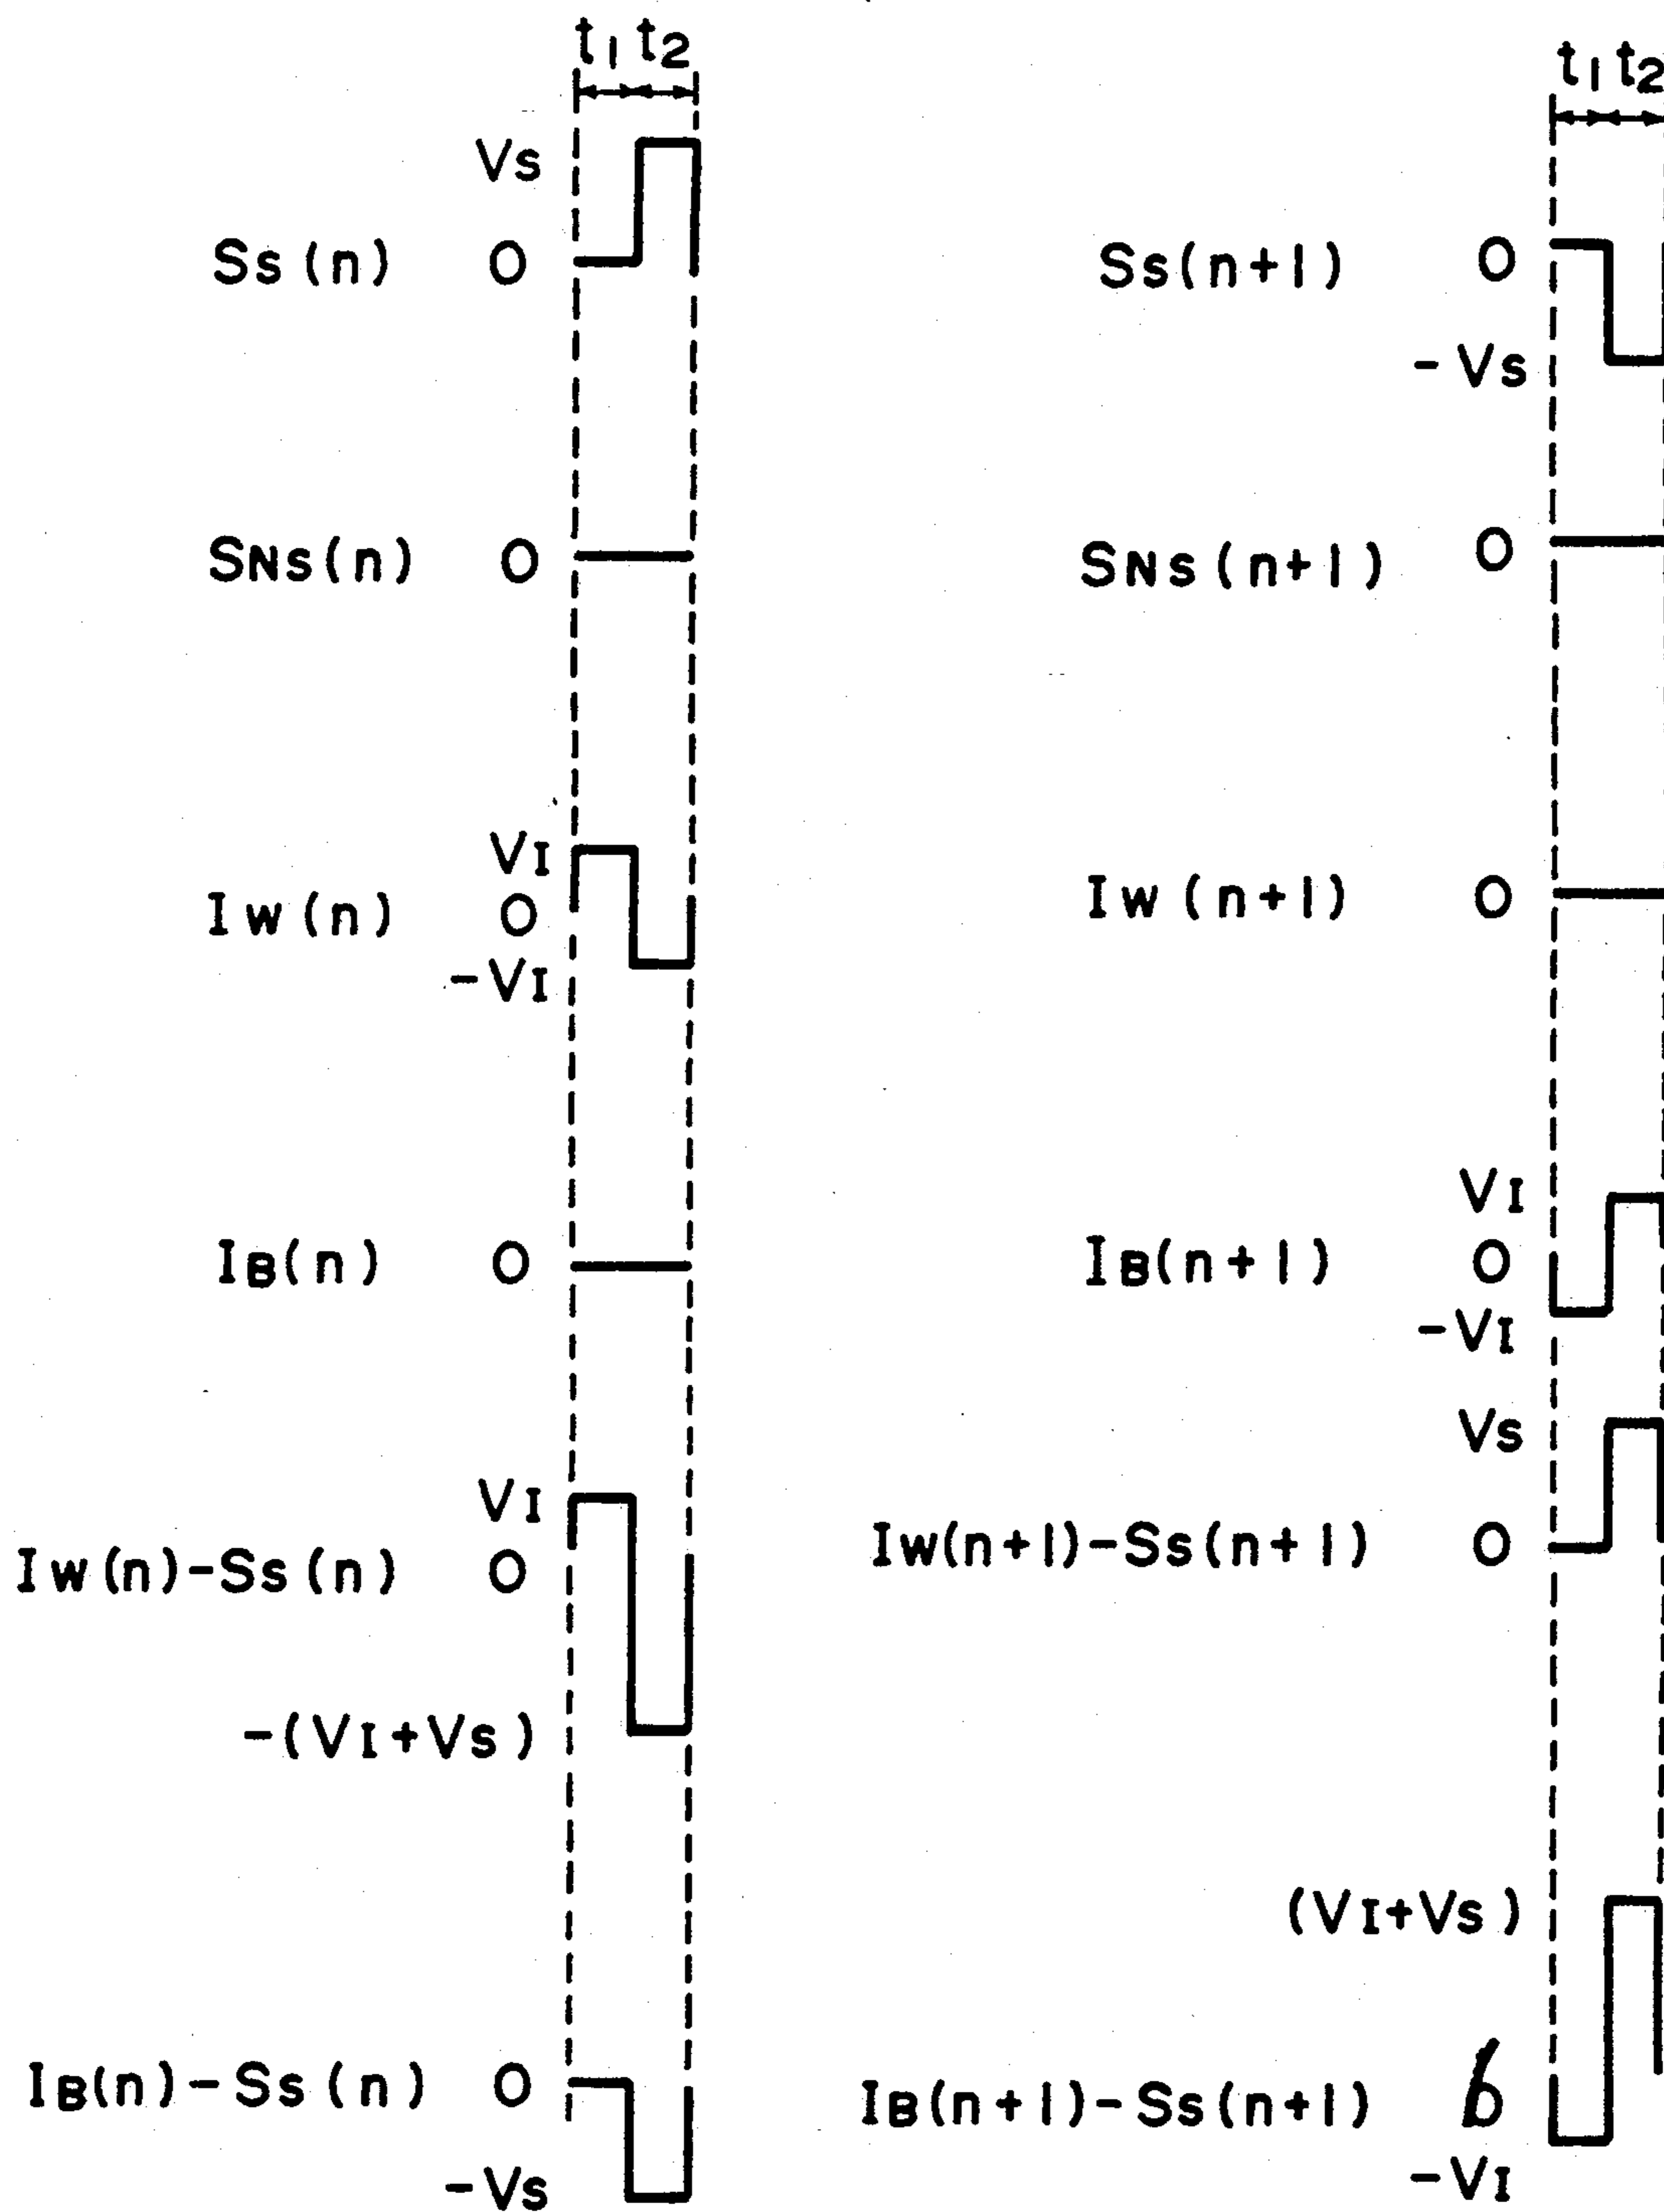 t1 t2
Vs
Ss(n) 0
SNs(n) 0
VI
Iw(n) 0
-VI
IB(n) 0
VI
Iw(n)-Ss(n) 0
-(VI+Vs)
IB(n)-Ss(n) 0
-Vs
t1 t2
Ss(n+1) 0
-Vs
SNs(n+1) 0
Iw(n+1) 0
VI
IB(n+1) 0
-VI
Vs
Iw(n+1)-Ss(n+1) 0
(VI+Vs)
IB(n+1)-Ss(n+1) 6
-VI